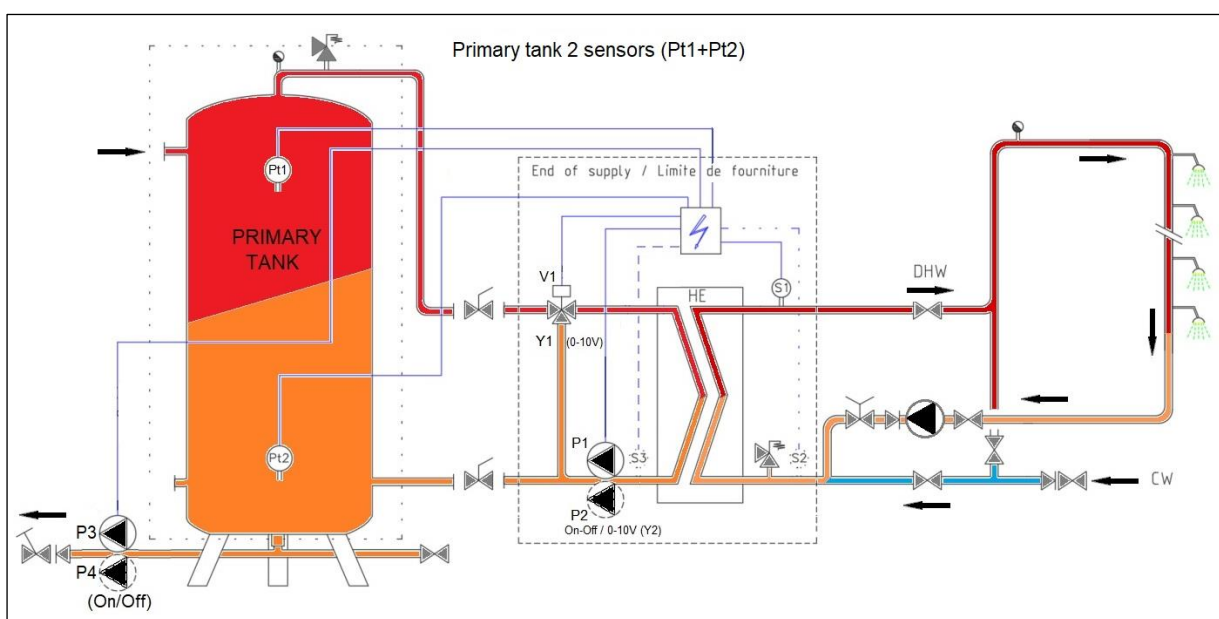 Primary tank 2 sensors (Pt1+Pt2)
Pt1
End of supply / Limite de fourniture
PRIMARY
TANK
V1
HE
S1
DHW
Y1
(0-10V)
P1
S3
S2
Pt2
CW
P2
On-Off / 0-10V (Y2)
P3
P4
(On/Off)